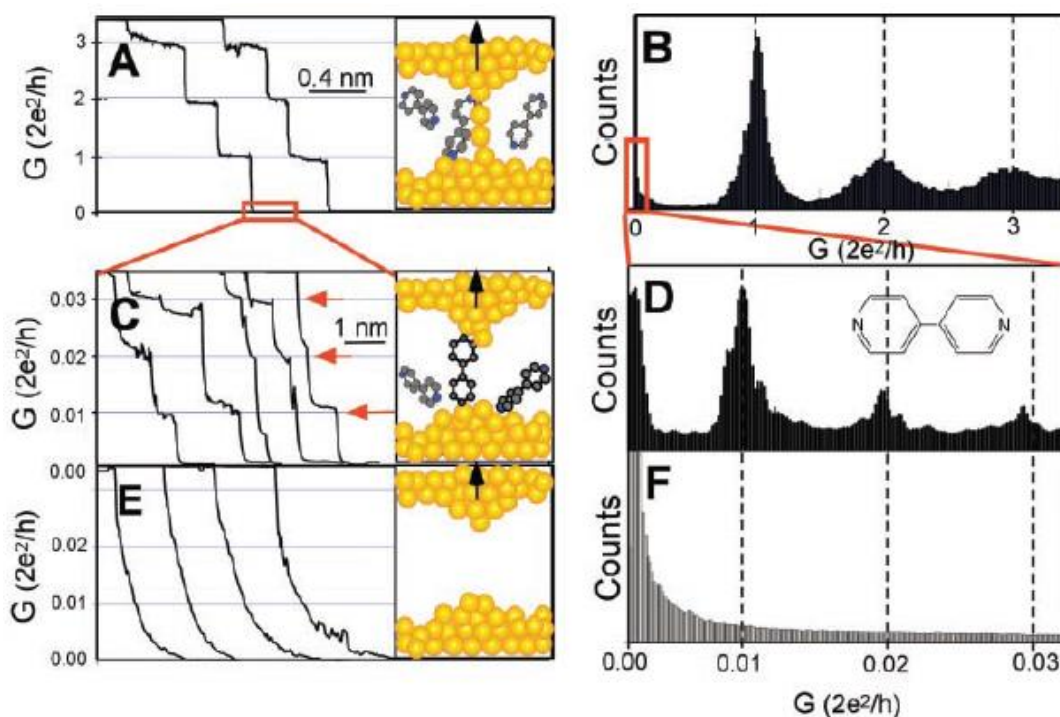 A
G (2e²/h)
3
2
1
0
0.4 nm
B
Counts
0
1
2
3
G (2e²/h)
C
G (2e²/h)
0.03
0.02
0.01
1 nm
D
Counts
N
N
E
G (2e²/h)
0.00
0.02
0.01
0.00
F
Counts
0.00
0.01
0.02
0.03
G (2e²/h)